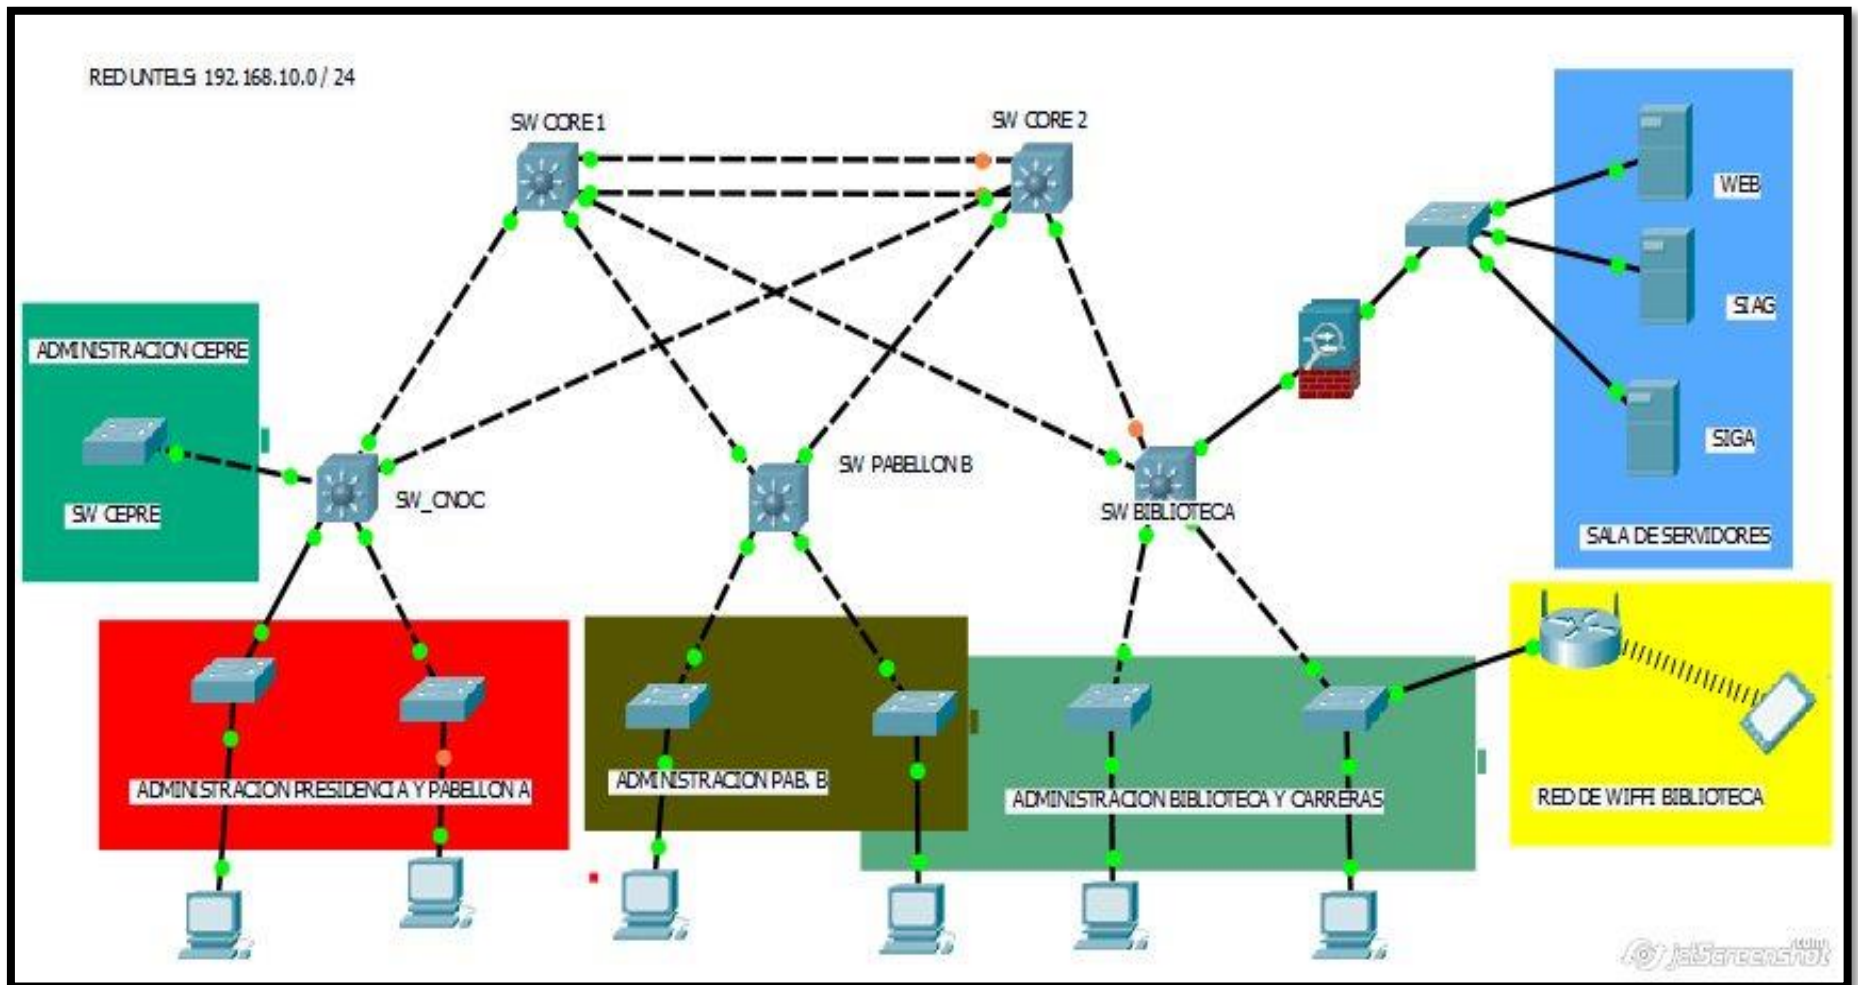 RED UNTELS: 192.168.10.0 / 24
SW CORE 1
SW CORE 2
WEB
SIAG
SIGA
SALA DE SERVIDORES
ADMINISTRACION CEPRE
SW CEPRE
SW_CNOC
SW PABELLON B
SW BIBLIOTECA
ADMINISTRACION PRESIDENCIA Y PABELLON A
ADMINISTRACION PAB. B
ADMINISTRACION BIBLIOTECA Y CARRERAS
RED DE WIFFI BIBLIOTECA
jetScreenshot.com